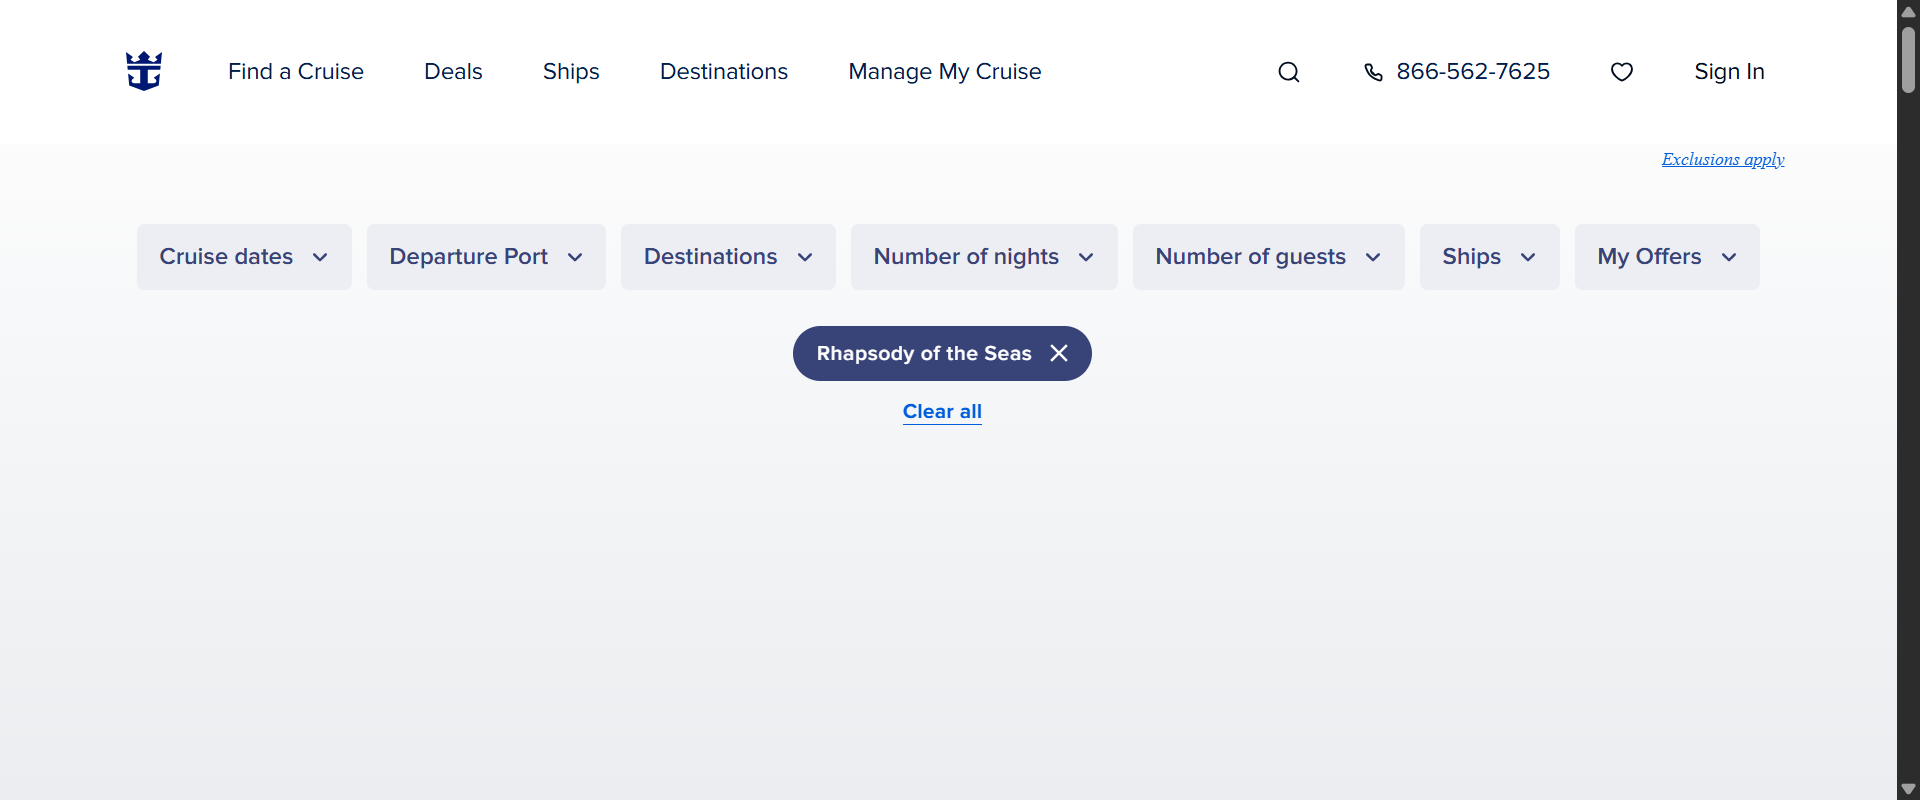 Find a Cruise Deals Ships Destinations Manage My Cruise 866-562-7625 Sign In
Exclusions apply
Cruise dates Departure Port Destinations Number of nights Number of guests Ships My Offers
Rhapsody of the Seas
Clear all